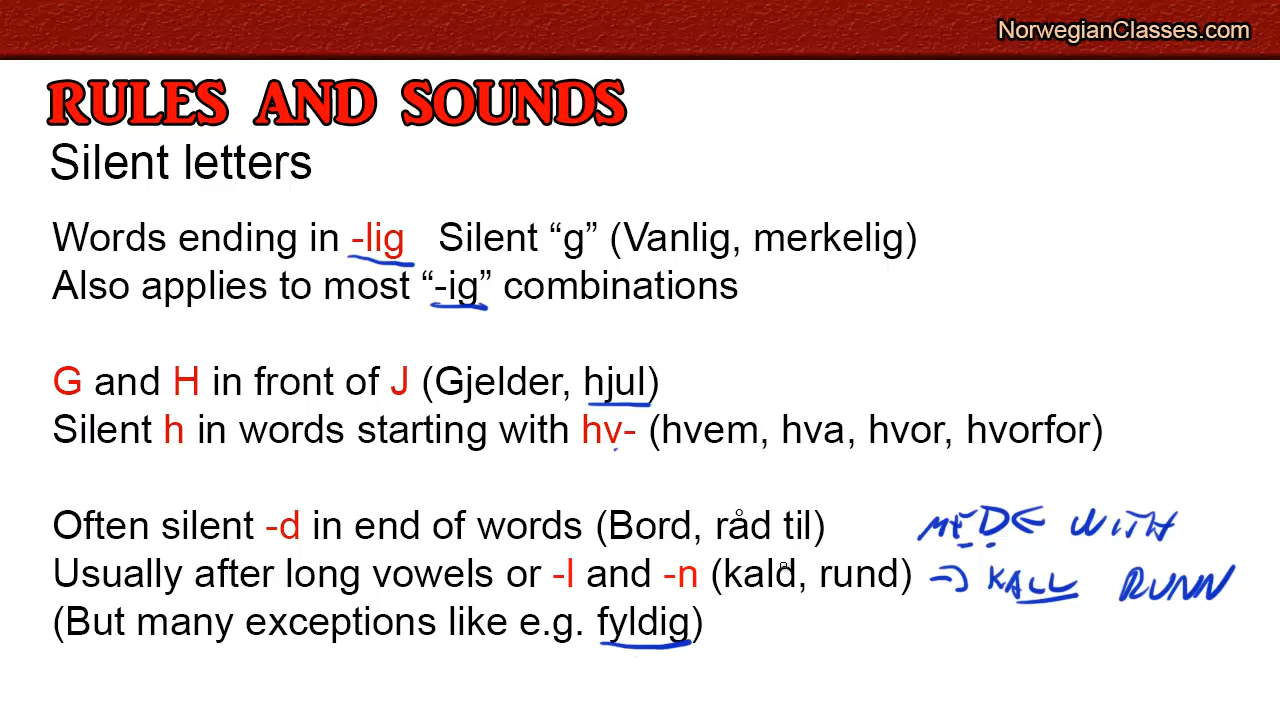 NorwegianClasses.com
RULES AND SOUNDS
Silent letters
Words ending in -lig Silent “g” (Vanlig, merkelig)
Also applies to most “-ig” combinations
G and H in front of J (Gjelder, hjul)
Silent h in words starting with hv- (hvem, hva, hvor, hvorfor)
Often silent -d in end of words (Bord, råd til) WITH
Usually after long vowels or -l and -n (kald, rund) → KALL RUNN
(But many exceptions like e.g. fyldig)